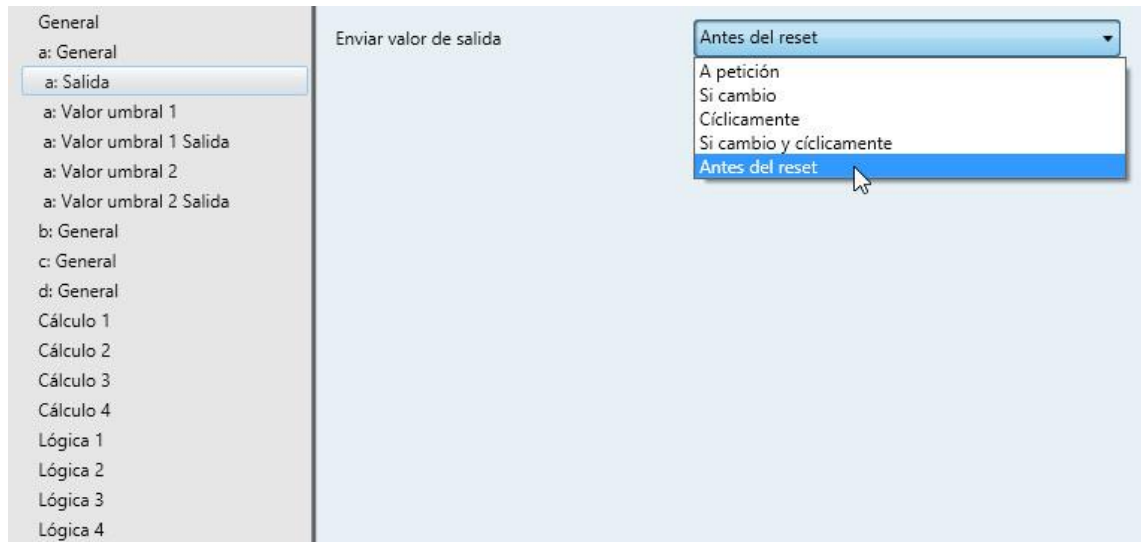 General
a: General
a: Salida
a: Valor umbral 1
a: Valor umbral 1 Salida
a: Valor umbral 2
a: Valor umbral 2 Salida
b: General
c: General
d: General
Cálculo 1
Cálculo 2
Cálculo 3
Cálculo 4
Lógica 1
Lógica 2
Lógica 3
Lógica 4
Enviar valor de salida
Antes del reset
A petición
Si cambio
Cíclicamente
Si cambio y cíclicamente
Antes del reset